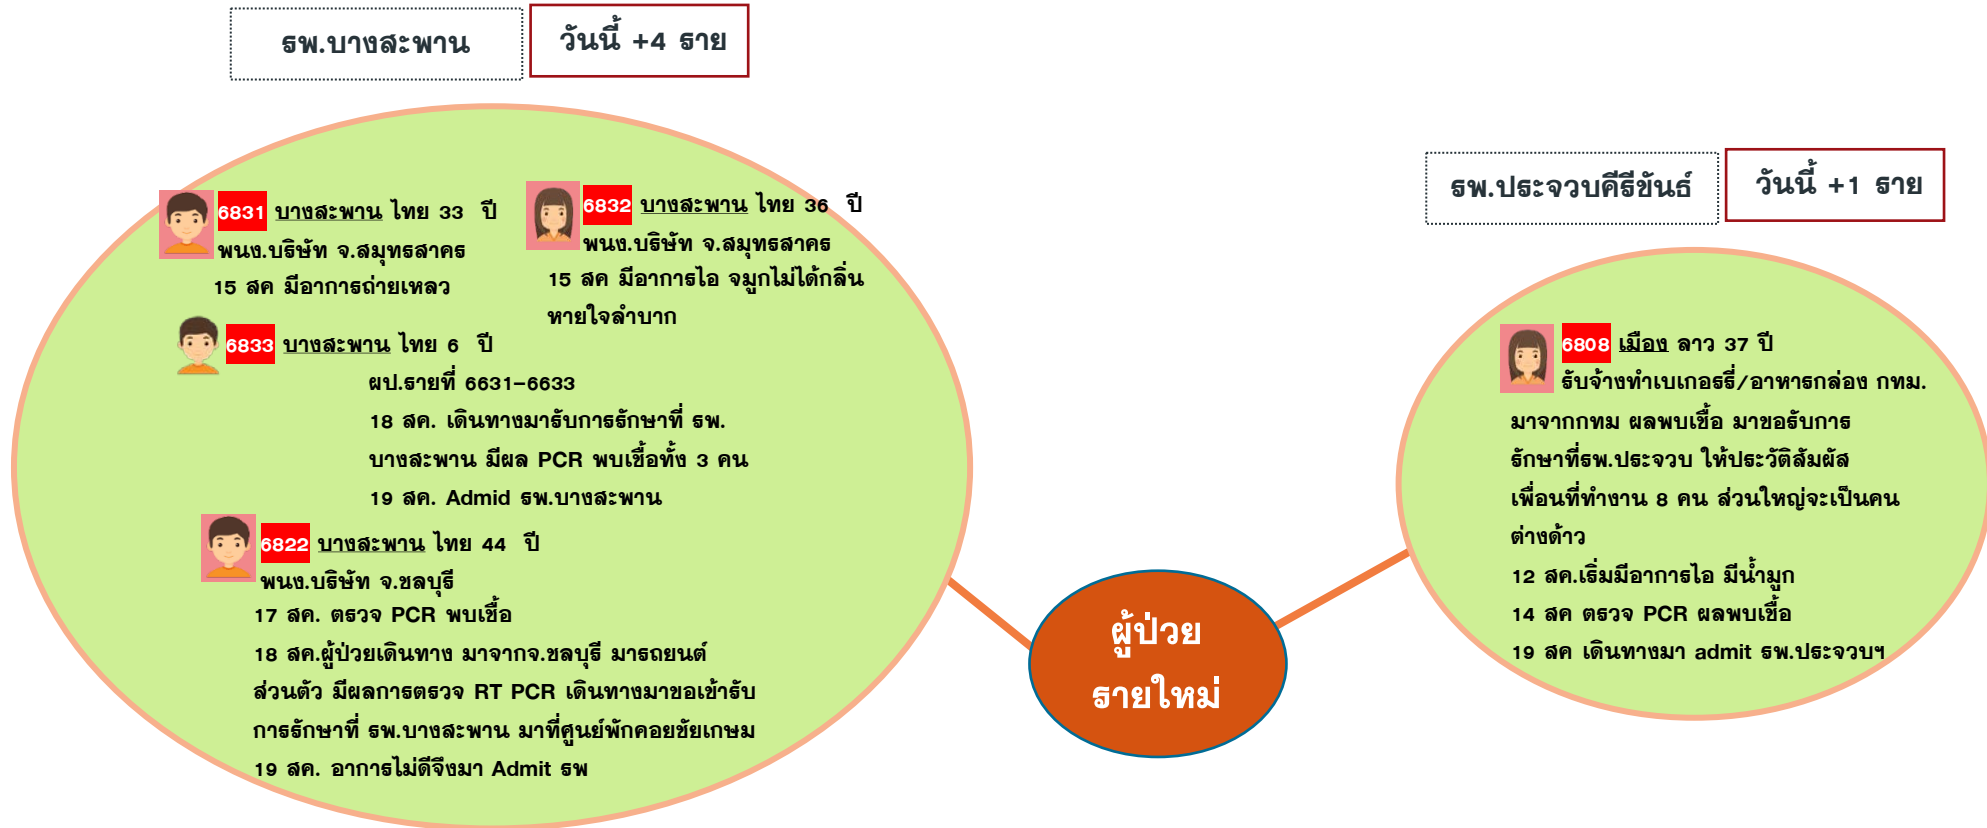 รพ.บางสะพาน
วันนี้ +4 ราย
6831 บางสะพาน ไทย 33 ปี
พนง.บริษัท จ.สมุทรสาคร
15 สค มีอาการถ่ายเหลว
6832 บางสะพาน ไทย 36 ปี
พนง.บริษัท จ.สมุทรสาคร
15 สค มีอาการไอ จมูกไม่ได้กลิ่น
หายใจลำบาก
6833 บางสะพาน ไทย 6 ปี
ผป.รายที่ 6631-6633
18 สค. เดินทางมารับการรักษาที่ รพ.
บางสะพาน มีผล PCR พบเชื้อทั้ง 3 คน
19 สค. Admid รพ.บางสะพาน
6822 บางสะพาน ไทย 44 ปี
พนง.บริษัท จ.ชลบุรี
17 สค. ตรวจ PCR พบเชื้อ
18 สค.ผู้ป่วยเดินทาง มาจากจ.ชลบุรี มารถยนต์
ส่วนตัว มีผลการตรวจ RT PCR เดินทางมาขอเข้ารับ
การรักษาที่ รพ.บางสะพาน มาที่ศูนย์พักคอยชัยเกษม
19 สค. อาการไม่ดีจึงมา Admit รพ
ผู้ป่วย
รายใหม่
รพ.ประจวบคีรีขันธ์
วันนี้ +1 ราย
6808 เมือง ลาว 37 ปี
รับจ้างทำเบเกอรรี่/อาหารกล่อง กทม.
มาจากกทม ผลพบเชื้อ มาขอรับการ
รักษาที่รพ.ประจวบ ให้ประวัติสัมผัส
เพื่อนที่ทำงาน 8 คน ส่วนใหญ่จะเป็นคน
ต่างด้าว
12 สค.เริ่มมีอาการไอ มีน้ำมูก
14 สค ตรวจ PCR ผลพบเชื้อ
19 สค เดินทางมา admit รพ.ประจวบฯ